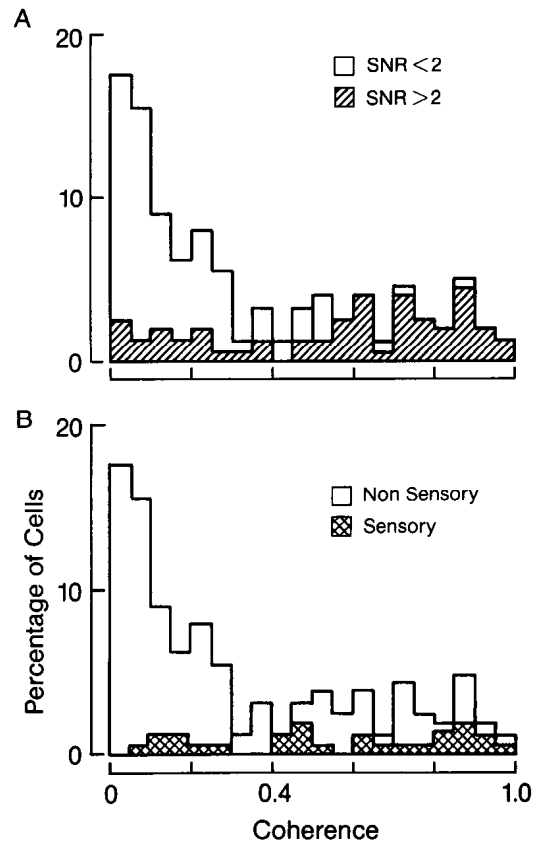 A
20
10
0
SNR <2
SNR >2
B
20
10
0
Percentage of Cells
Non Sensory
Sensory
0
0.4
1.0
Coherence